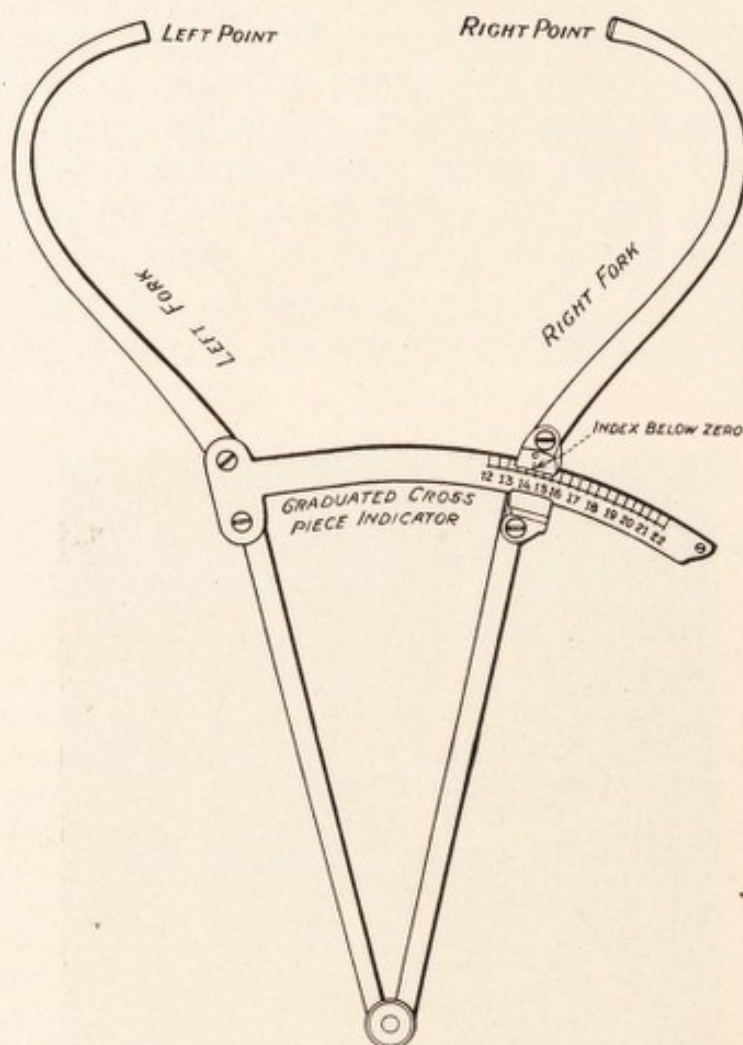 LEFT POINT
RIGHT POINT
LEFT FORK
RIGHT FORK
INDEX BELOW ZERO
12 13 14 15 16 17 18 19 20 21 22
GRADUATED CROSS
PIECE INDICATOR